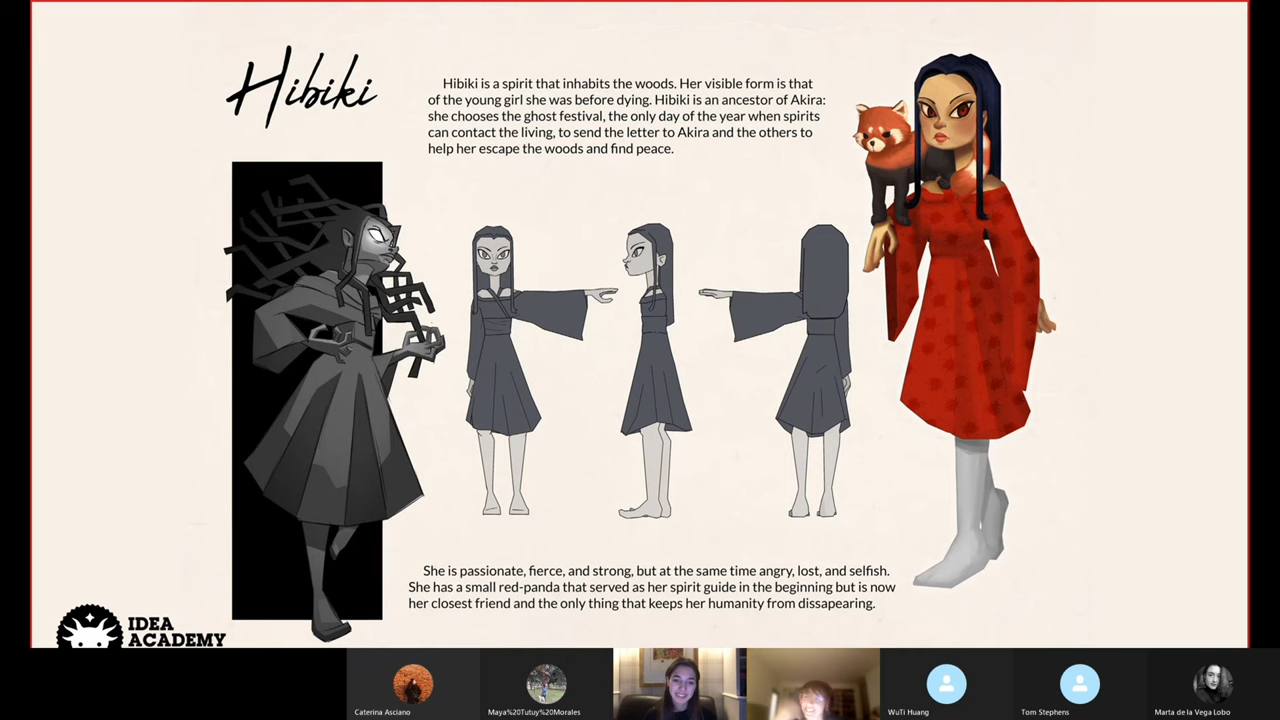 Hibiki
Hibiki is a spirit that inhabits the woods. Her visible form is that
of the young girl she was before dying. Hibiki is an ancestor of Akira:
she chooses the ghost festival, the only day of the year when spirits
can contact the living, to send the letter to Akira and the others to
help her escape the woods and find peace.
She is passionate, fierce, and strong, but at the same time angry, lost, and selfish.
She has a small red-panda that served as her spirit guide in the beginning but is now
her closest friend and the only thing that keeps her humanity from dissapearing.
IDEA
ACADEMY
Caterina Asciano
Maya%20Tutuy%20Morales
WuTi Huang
Tom Stephens
Marta de la Vega Lobo